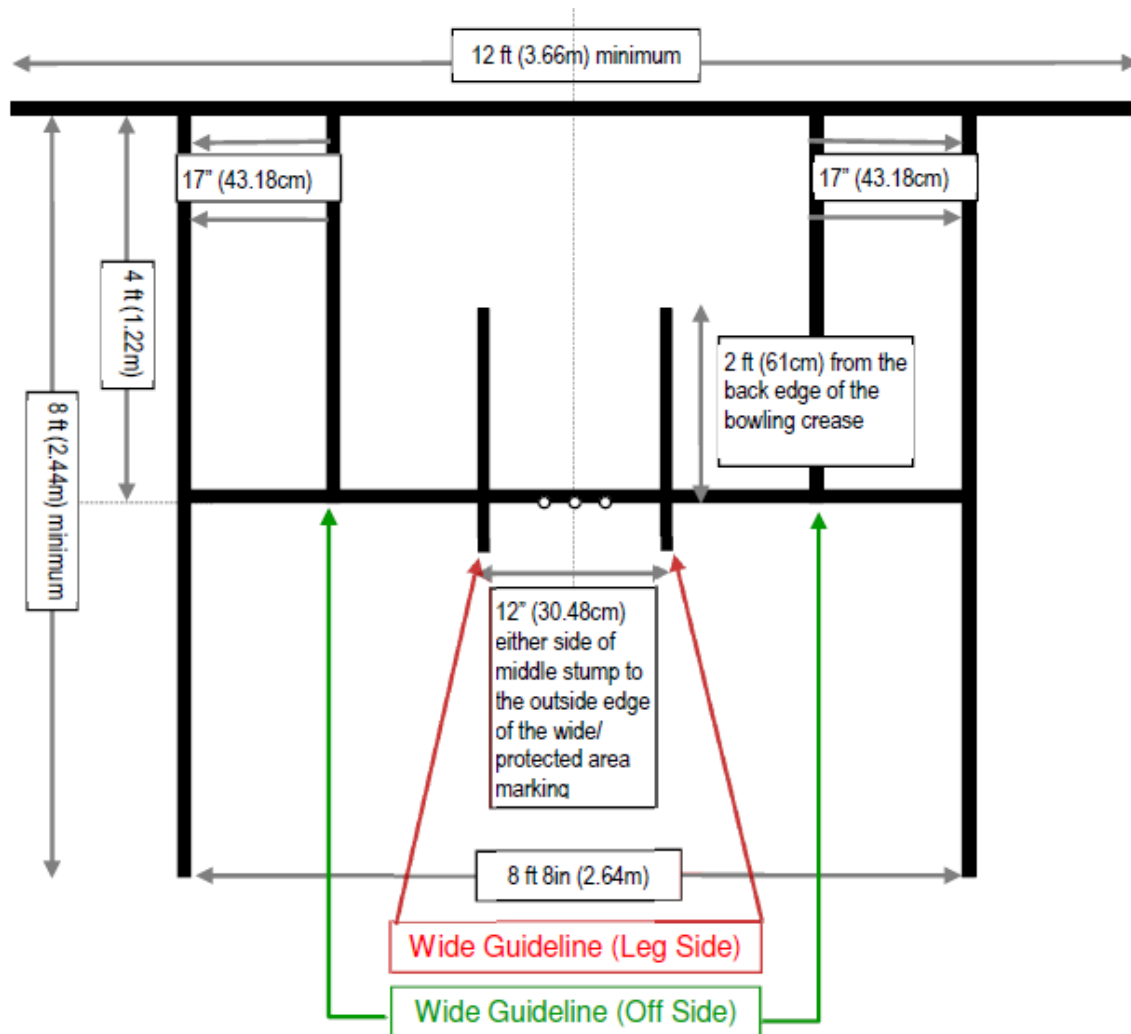 12 ft (3.66m) minimum
17” (43.18cm)
17” (43.18cm)
4 ft (1.22m)
8 ft (2.44m) minimum
2 ft (61cm) from the
back edge of the
bowling crease
12” (30.48cm)
either side of
middle stump to
the outside edge
of the wide/
protected area
marking
8 ft 8in (2.64m)
Wide Guideline (Leg Side)
Wide Guideline (Off Side)